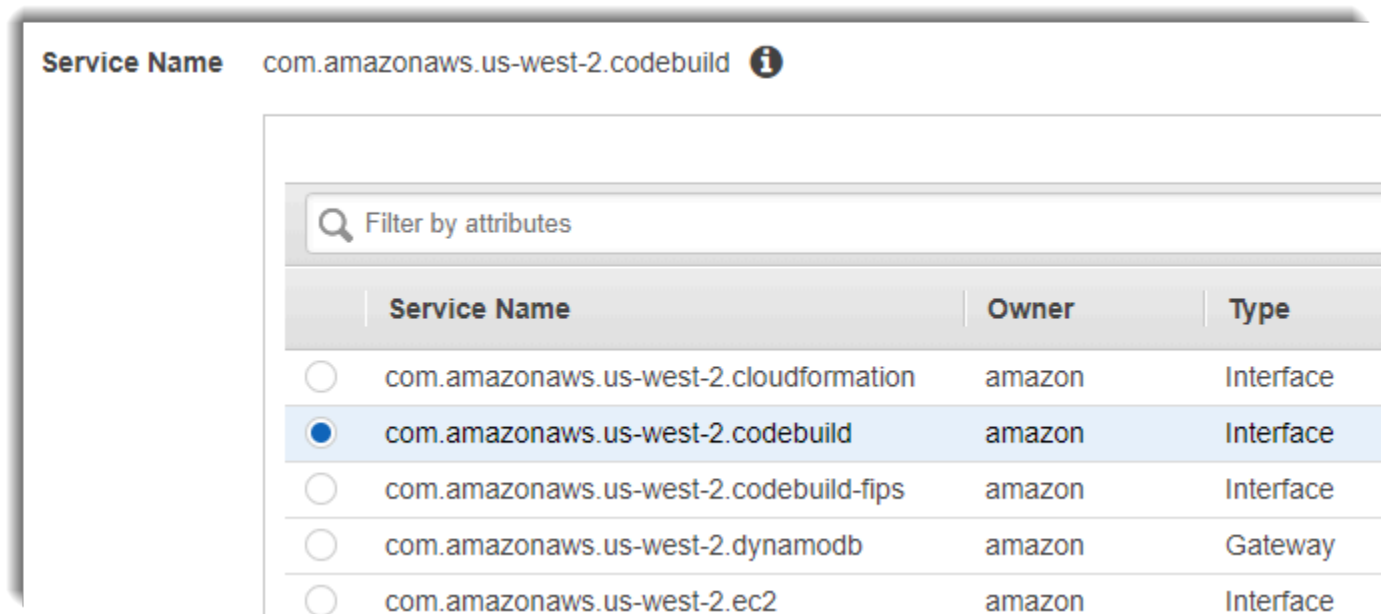 Service Name com.amazonaws.us-west-2.codebuild
Filter by attributes
Service Name Owner Type
com.amazonaws.us-west-2.cloudformation amazon Interface
com.amazonaws.us-west-2.codebuild amazon Interface
com.amazonaws.us-west-2.codebuild-fips amazon Interface
com.amazonaws.us-west-2.dynamodb amazon Gateway
com.amazonaws.us-west-2.ec2 amazon Interface